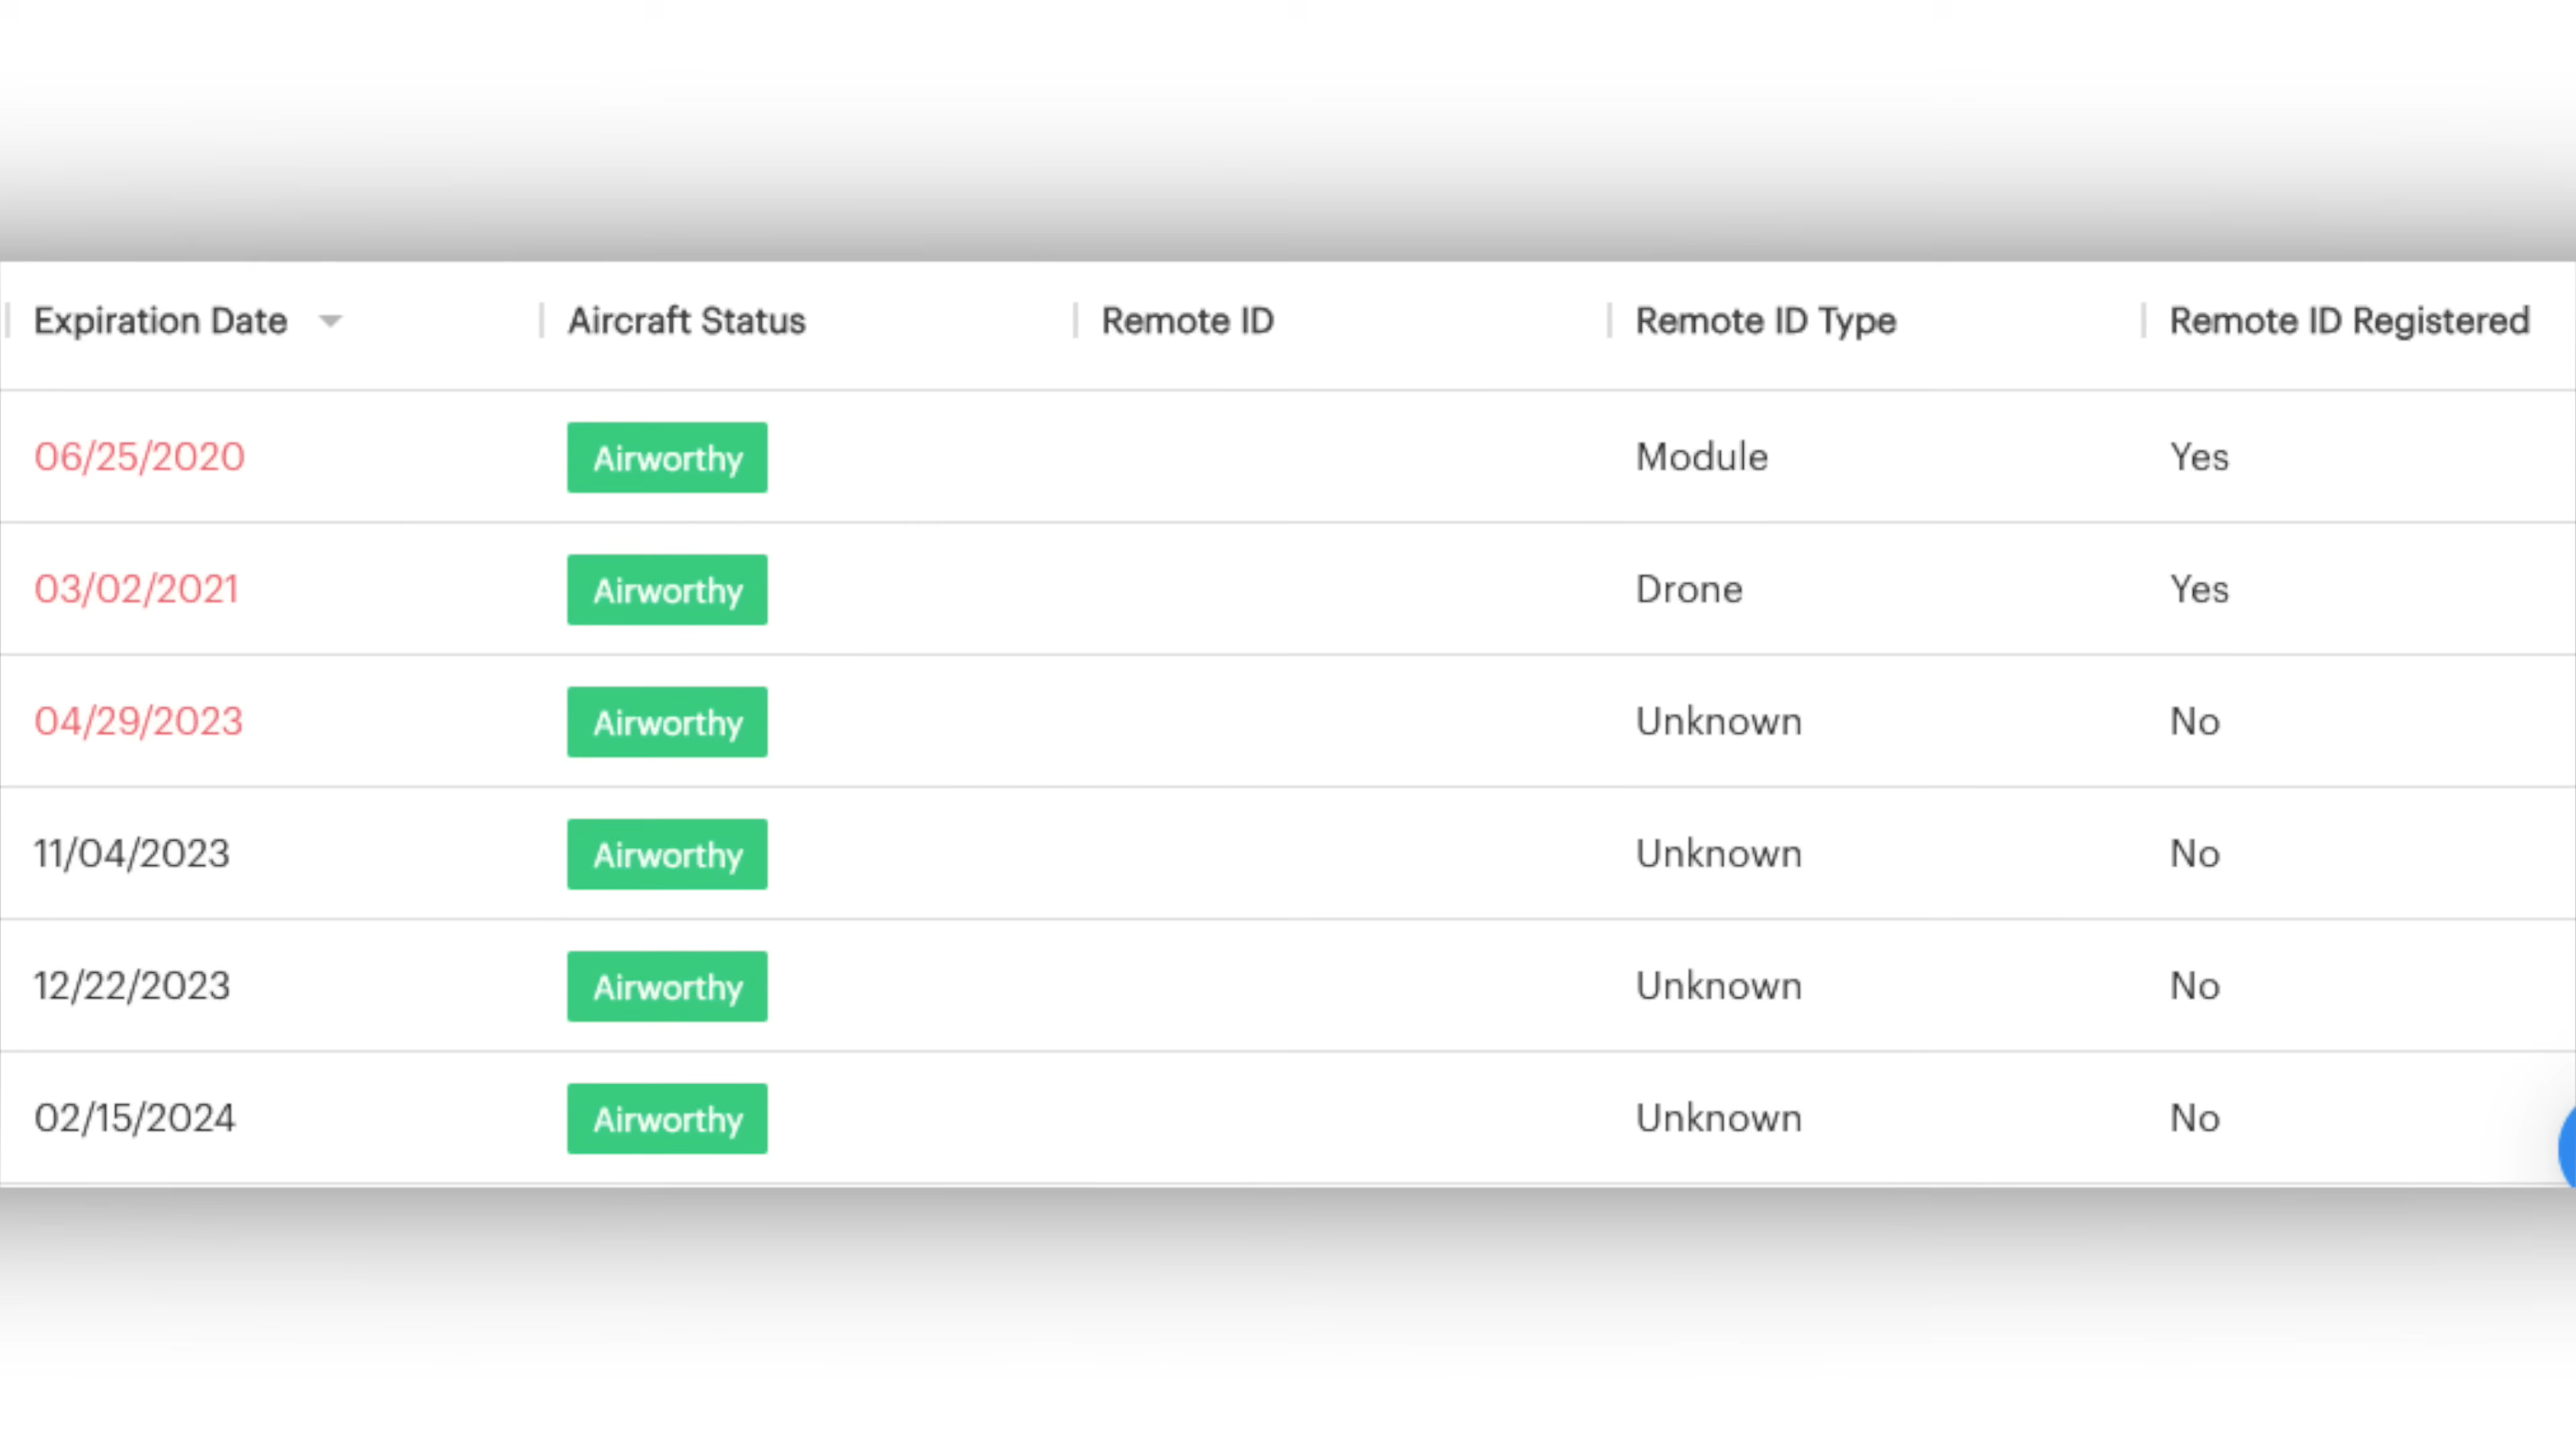 Expiration Date Aircraft Status Remote ID Remote ID Type Remote ID Registered
06/25/2020 Airworthy Module Yes
03/02/2021 Airworthy Drone Yes
04/29/2023 Airworthy Unknown No
11/04/2023 Airworthy Unknown No
12/22/2023 Airworthy Unknown No
02/15/2024 Airworthy Unknown No